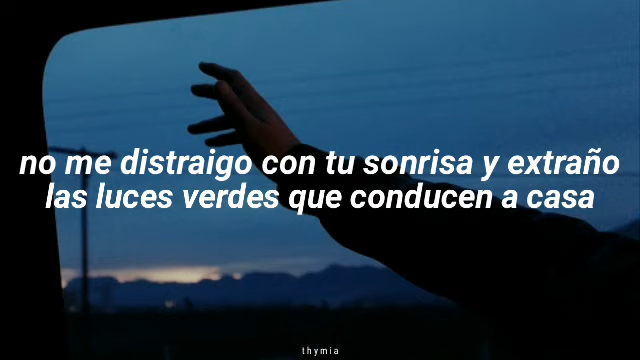 no me distraigo con tu sonrisa y extraño
las luces verdes que conducen a casa
thymia